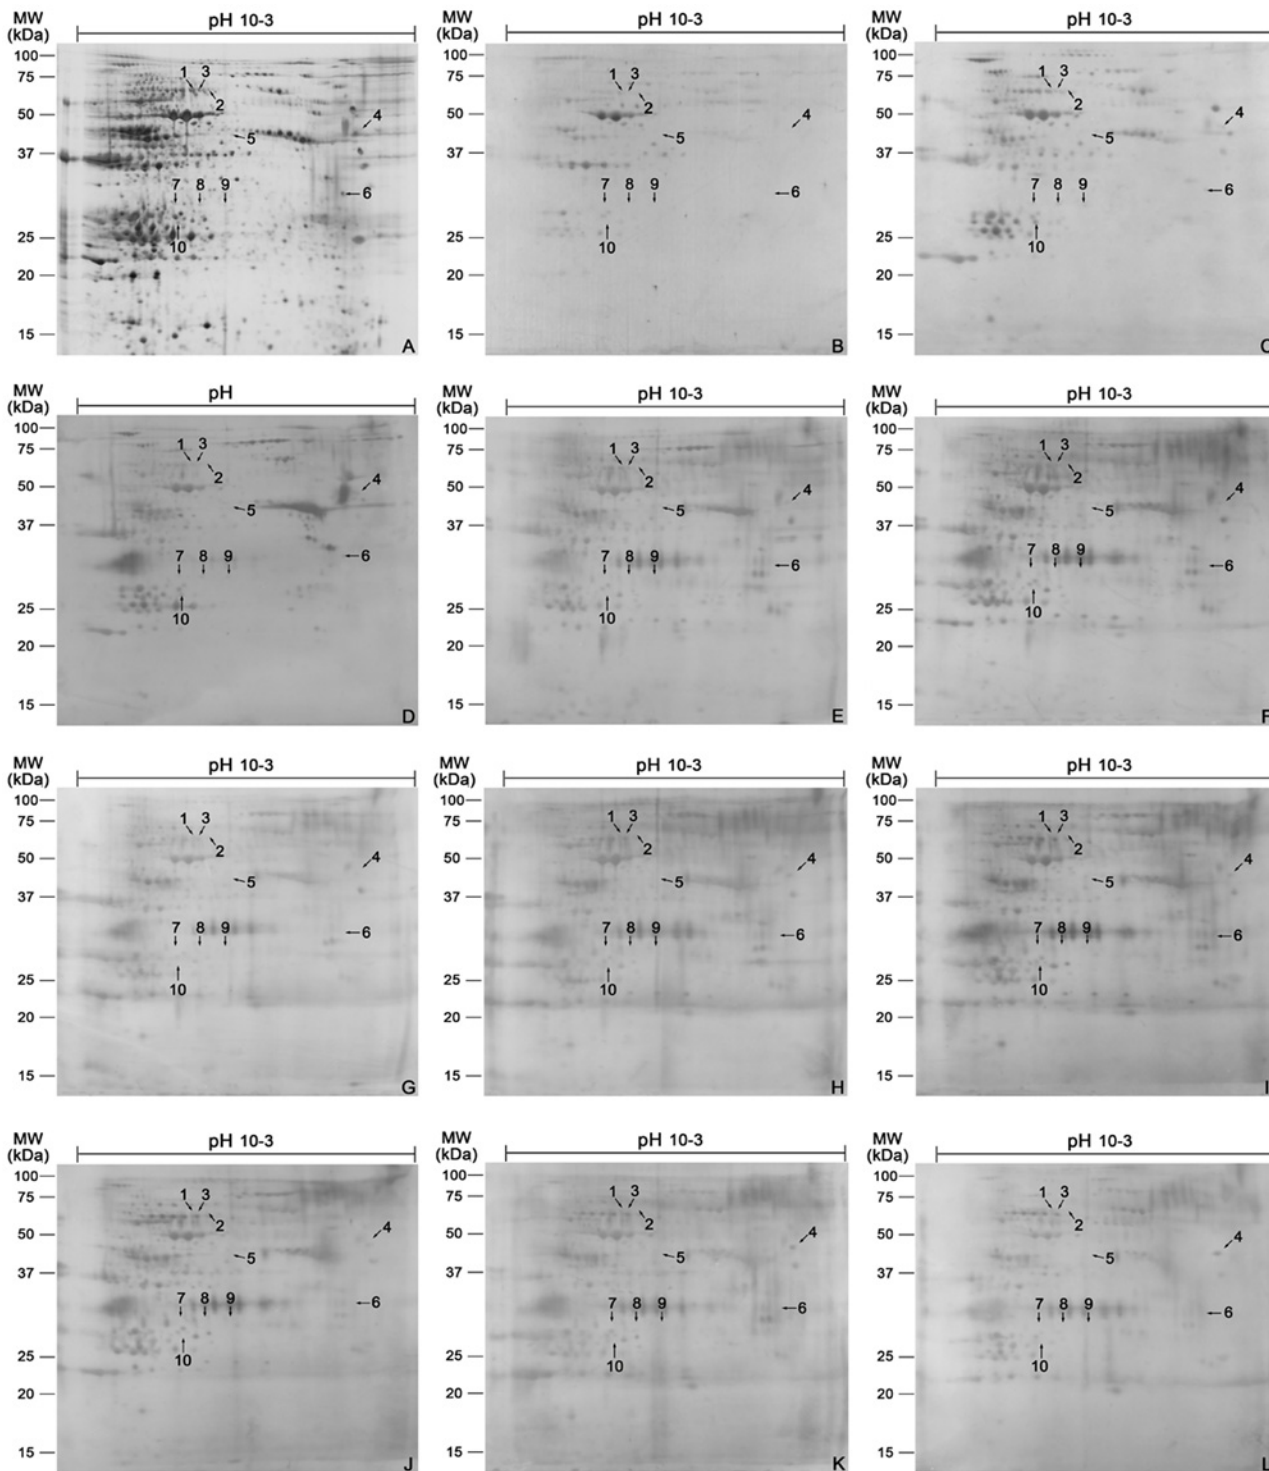 MW pH 10-3 MW pH 10-3 MW pH 10-3
(kDa) (kDa) (kDa)
100 100 100
75 1 3 75 1 3 75 1 3
2 2 2
50 4 50 4 50 4
5 5 5
37 37 37
7 8 9 6 7 8 9 6 7 8 9 6
25 10 25 10 25 10
20 20 20
15 A 15 B 15 C
MW pH MW pH 10-3 MW pH 10-3
(kDa) (kDa) (kDa)
100 100 100
75 1 3 75 1 3 75 1 3
2 2 2
50 4 50 4 50 4
5 5 5
37 37 37
7 8 9 6 7 8 9 6 7 8 9 6
25 10 25 10 25 10
20 20 20
15 D 15 E 15 F
MW pH 10-3 MW pH 10-3 MW pH 10-3
(kDa) (kDa) (kDa)
100 100 100
75 1 3 75 1 3 75 1 3
2 2 2
50 4 50 4 50 4
5 5 5
37 37 37
7 8 9 6 7 8 9 6 7 8 9 6
25 10 25 10 25 10
20 20 20
15 G 15 H 15 I
MW pH 10-3 MW pH 10-3 MW pH 10-3
(kDa) (kDa) (kDa)
100 100 100
75 1 3 75 1 3 75 1 3
2 2 2
50 4 50 4 50 4
5 5 5
37 37 37
7 8 9 6 7 8 9 6 7 8 9 6
25 10 25 10 25 10
20 20 20
15 J 15 K 15 L